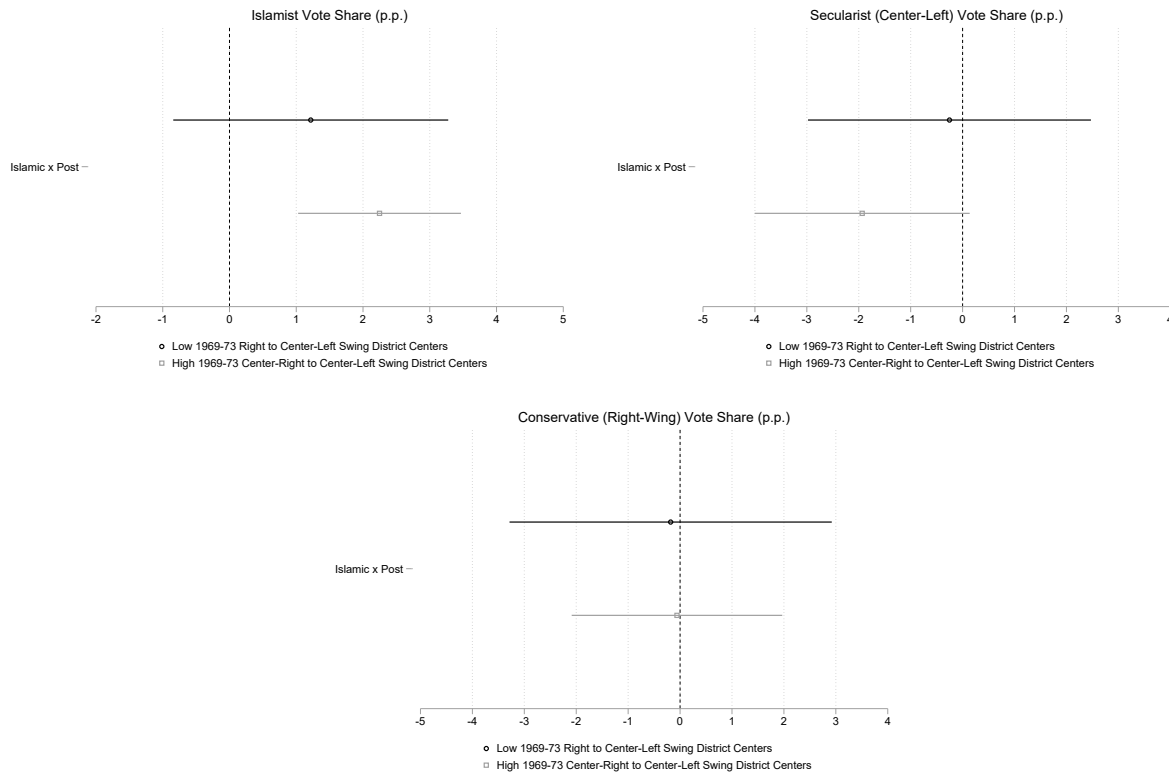 Islamist Vote Share (p.p.)
Islamic x Post
-2 -1 0 1 2 3 4 5
Low 1969-73 Right to Center-Left Swing District Centers
High 1969-73 Center-Right to Center-Left Swing District Centers
Secularist (Center-Left) Vote Share (p.p.)
Islamic x Post
-5 -4 -3 -2 -1 0 1 2 3 4
Low 1969-73 Right to Center-Left Swing District Centers
High 1969-73 Center-Right to Center-Left Swing District Centers
Conservative (Right-Wing) Vote Share (p.p.)
Islamic x Post
-5 -4 -3 -2 -1 0 1 2 3 4
Low 1969-73 Right to Center-Left Swing District Centers
High 1969-73 Center-Right to Center-Left Swing District Centers